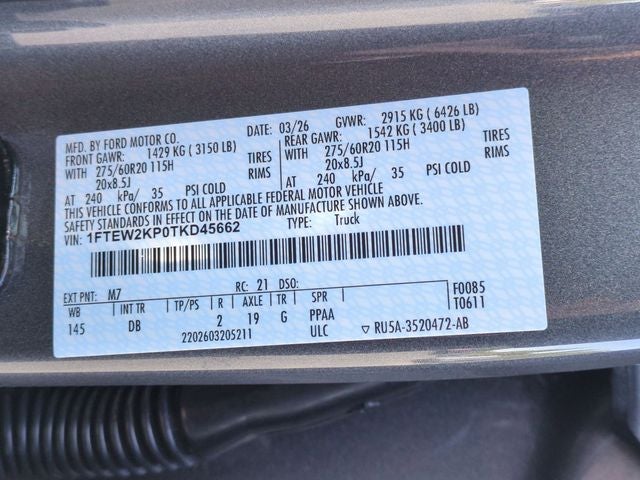 MFD. BY FORD MOTOR CO.
DATE: 03/26 GVWR: 2915 KG ( 6426 LB)
FRONT GAWR: 1429 KG ( 3150 LB)
REAR GAWR: 1542 KG ( 3400 LB)
WITH 275/60R20 115H TIRES
WITH 275/60R20 115H TIRES
20x8.5J RIMS
20x8.5J RIMS
AT 240 kPa/ 35 PSI COLD
AT 240 kPa/ 35 PSI COLD
THIS VEHICLE CONFORMS TO ALL APPLICABLE FEDERAL MOTOR VEHICLE
SAFETY STANDARDS IN EFFECT ON THE DATE OF MANUFACTURE SHOWN ABOVE.
VIN: 1FTEW2KP0TKD45662 TYPE: Truck
EXT PNT: M7 RC: 21 DSO:
F0085
WB INT TR TP/PS R AXLE TR SPR
T0611
145 DB 2 19 G PPAA
2202603205211 ULC ▽ RU5A-3520472-AB